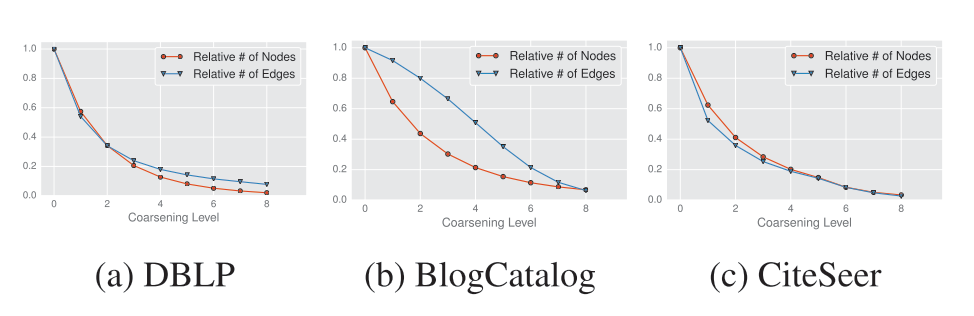 1.0
0.8
0.6
0.4
0.2
0.0
0 2 4 6 8
Coarsening Level
Relative # of Nodes
Relative # of Edges
(a) DBLP
1.0
0.8
0.6
0.4
0.2
0.0
0 2 4 6 8
Coarsening Level
Relative # of Nodes
Relative # of Edges
(b) BlogCatalog
1.0
0.8
0.6
0.4
0.2
0.0
0 2 4 6 8
Coarsening Level
Relative # of Nodes
Relative # of Edges
(c) CiteSeer